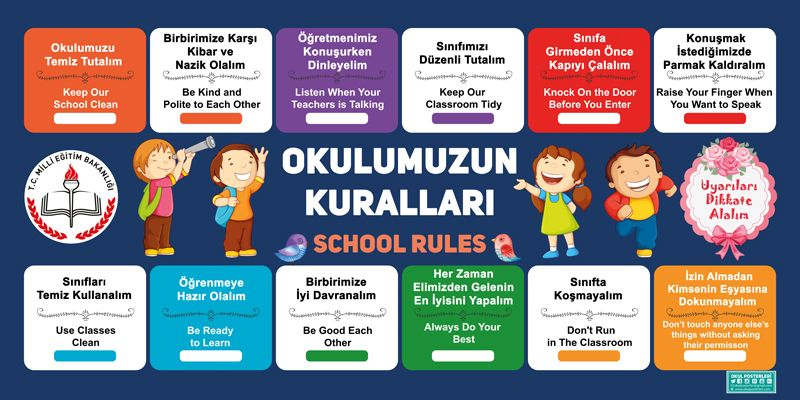 Okulumuzu
Temiz Tutalım
Keep Our
School Clean
Birbirimize Karşı
Kibar ve
Nazik Olalım
Be Kind and
Polite to Each Other
Öğretmenimiz
Konuşurken
Dinleyelim
Listen When Your
Teachers is Talking
Sınıfımızı
Düzenli Tutalım
Keep Our
Classroom Tidy
Sınıfa
Girmeden Önce
Kapıyı Çalalım
Knock On the Door
Before You Enter
Konuşmak
İstediğimizde
Parmak Kaldıralım
Raise Your Finger When
You Want to Speak
T.C. MİLLİ EĞİTİM BAKANLIĞI
OKULUMUZUN
KURALLARI
SCHOOL RULES
Uyarıları
Dikkate
Alalım
Sınıfları
Temiz Kullanalım
Use Classes
Clean
Öğrenmeye
Hazır Olalım
Be Ready
to Learn
Birbirimize
İyi Davranalım
Be Good Each
Other
Her Zaman
Elimizden Gelenin
En İyisini Yapalım
Always Do Your
Best
Sınıfta
Koşmayalım
Don't Run
in The Classroom
İzin Almadan
Kimsenin Eşyasına
Dokunmayalım
Don't touch anyone else's
things without asking
their permisson
OKUL POSTERLERİ